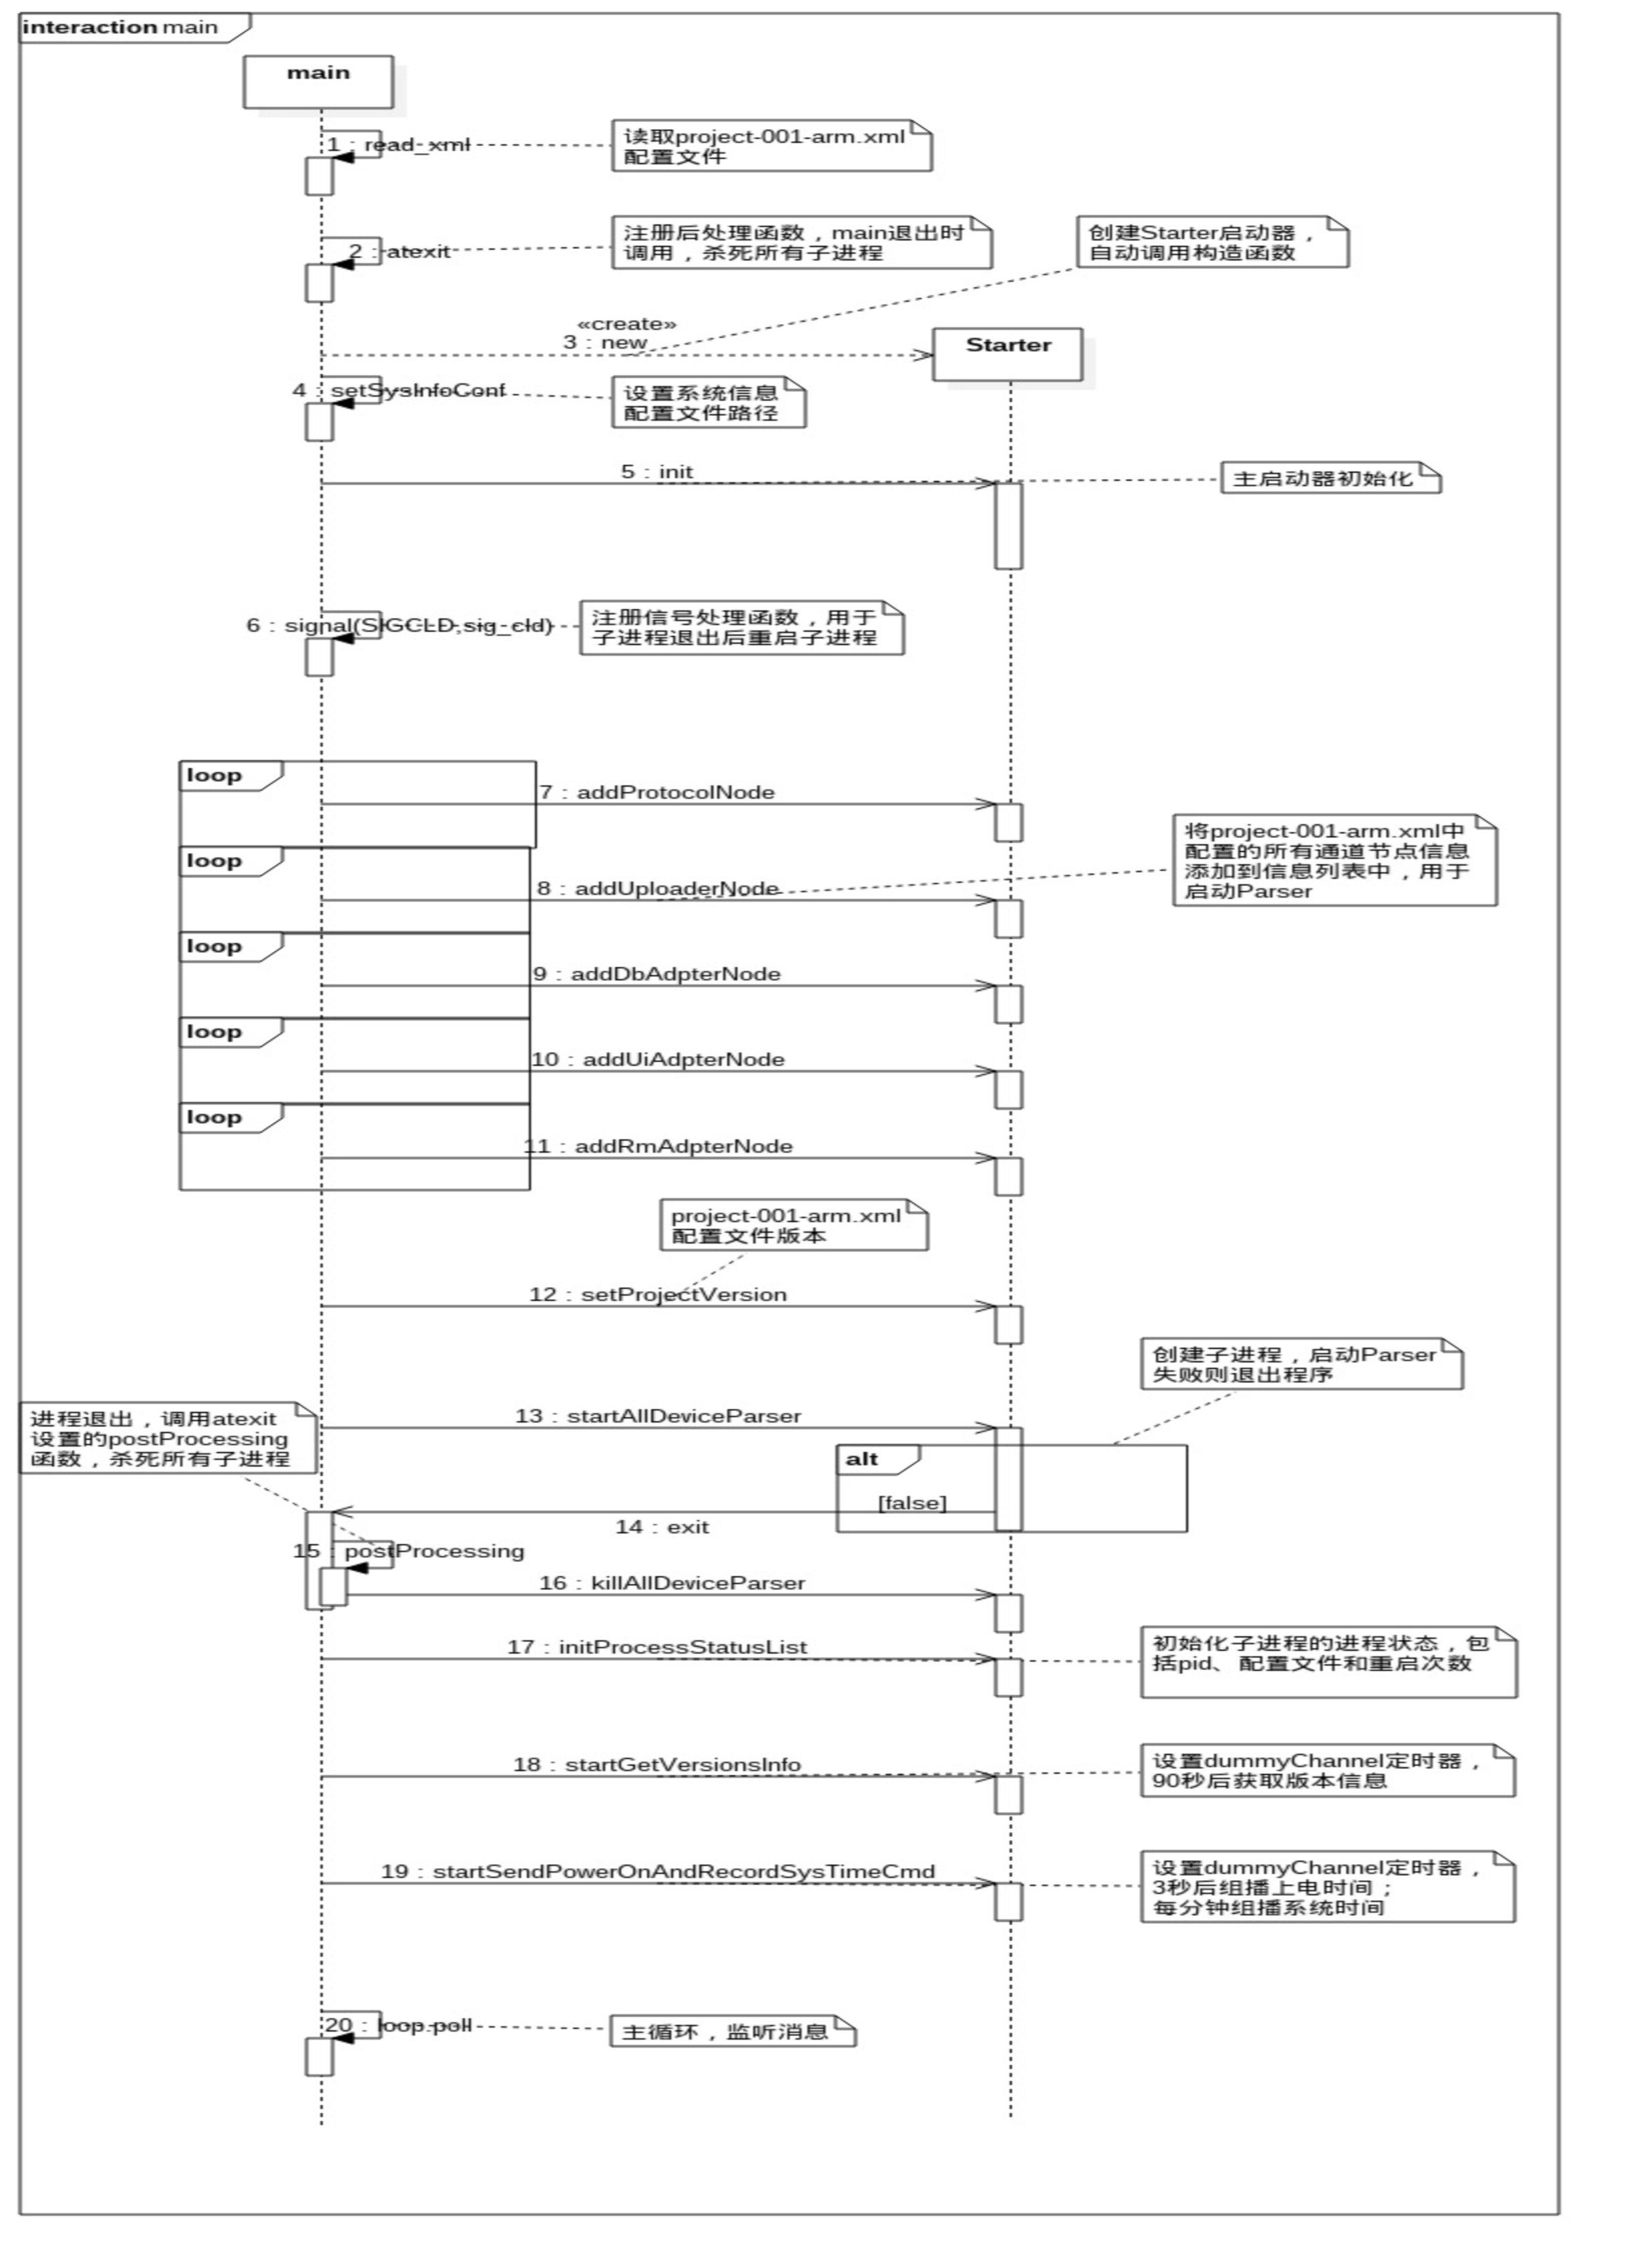 interaction main
main
1 : read_xml
读取project-001-arm.xml
配置文件
2 : atexit
注册后处理函数，main退出时
调用，杀死所有子进程
创建Starter启动器，
自动调用构造函数
«create»
3 : new
Starter
4 : setSysInfoConf
设置系统信息
配置文件路径
5 : init
主启动器初始化
6 : signal(SIGCLD,sig_cld)
注册信号处理函数，用于
子进程退出后重启子进程
loop
7 : addProtocolNode
将project-001-arm.xml中
配置的所有通道节点信息
添加到信息列表中，用于
启动Parser
loop
8 : addUploaderNode
loop
9 : addDbAdpterNode
loop
10 : addUiAdpterNode
loop
11 : addRmAdpterNode
project-001-arm.xml
配置文件版本
12 : setProjectVersion
创建子进程，启动Parser
失败则退出程序
进程退出，调用atexit
设置的postProcessing
函数，杀死所有子进程
13 : startAllDeviceParser
alt
[false]
14 : exit
15 : postProcessing
16 : killAllDeviceParser
17 : initProcessStatusList
初始化子进程的进程状态，包
括pid、配置文件和重启次数
18 : startGetVersionsInfo
设置dummyChannel定时器，
90秒后获取版本信息
19 : startSendPowerOnAndRecordSysTimeCmd
设置dummyChannel定时器，
3秒后组播上电时间；
每分钟组播系统时间
20 : loop.poll
主循环，监听消息